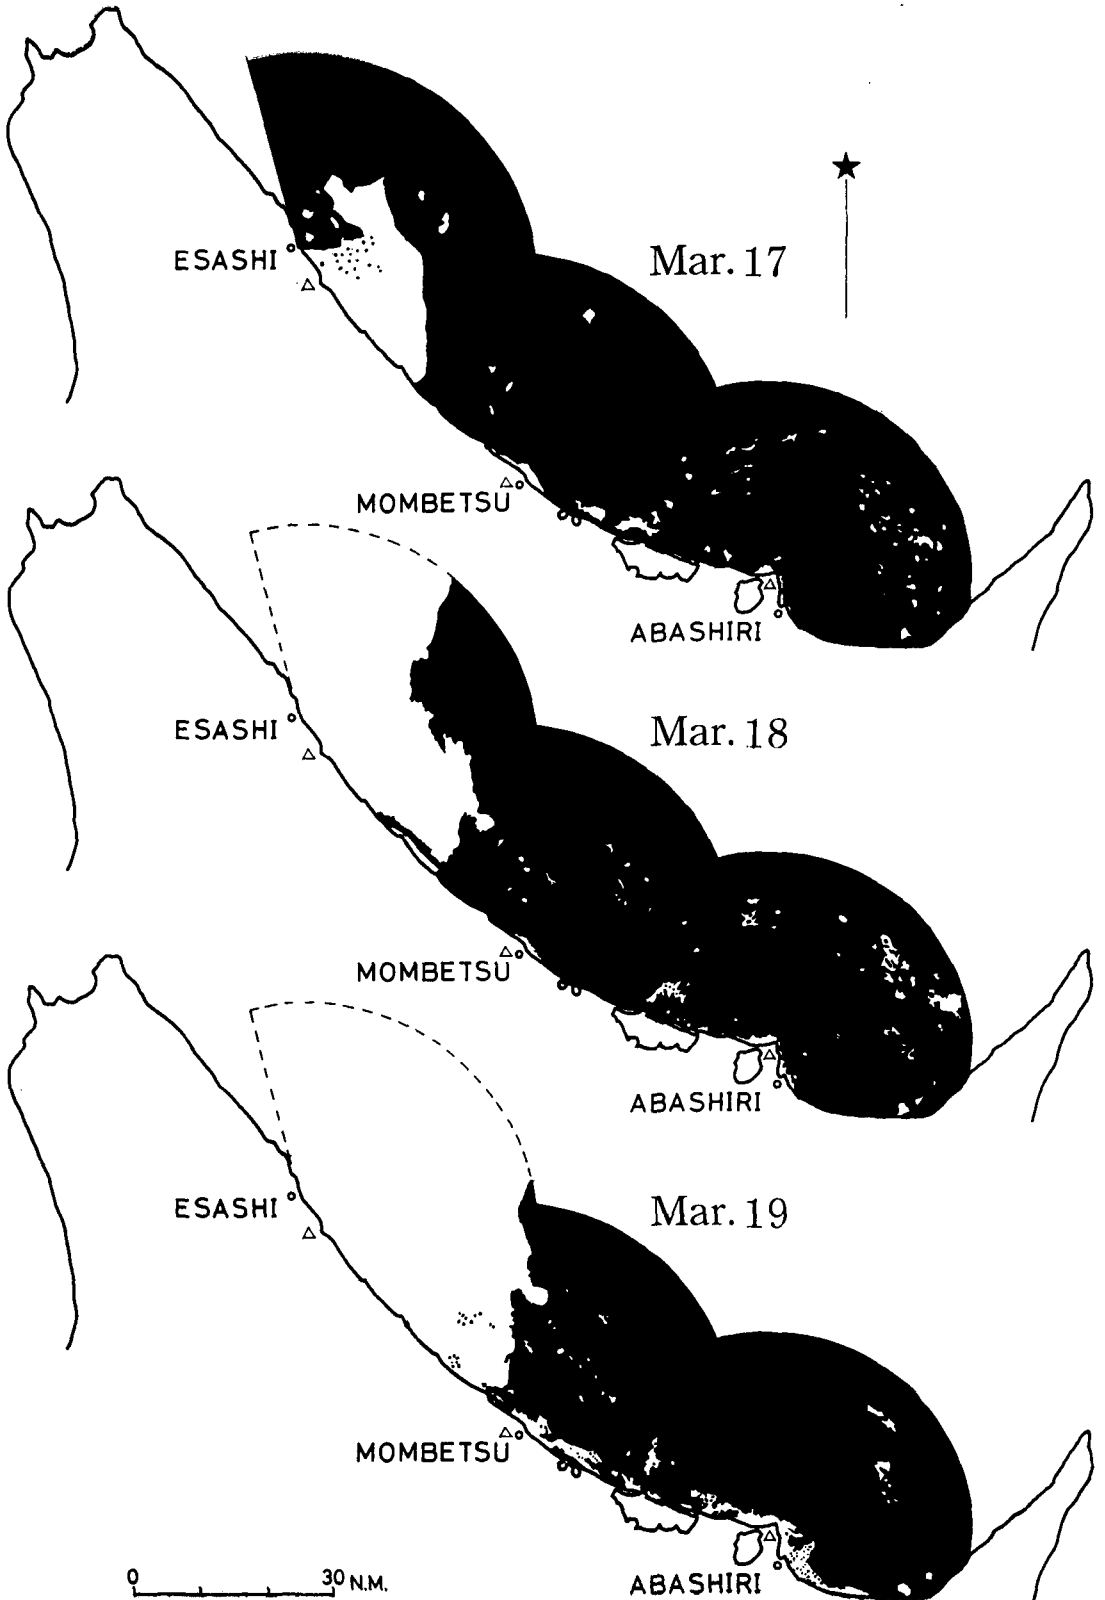 ESASHI
Mar. 17
MOMBETSU
ABASHIRI
ESASHI
Mar. 18
MOMBETSU
ABASHIRI
ESASHI
Mar. 19
MOMBETSU
ABASHIRI
0 30 N.M.